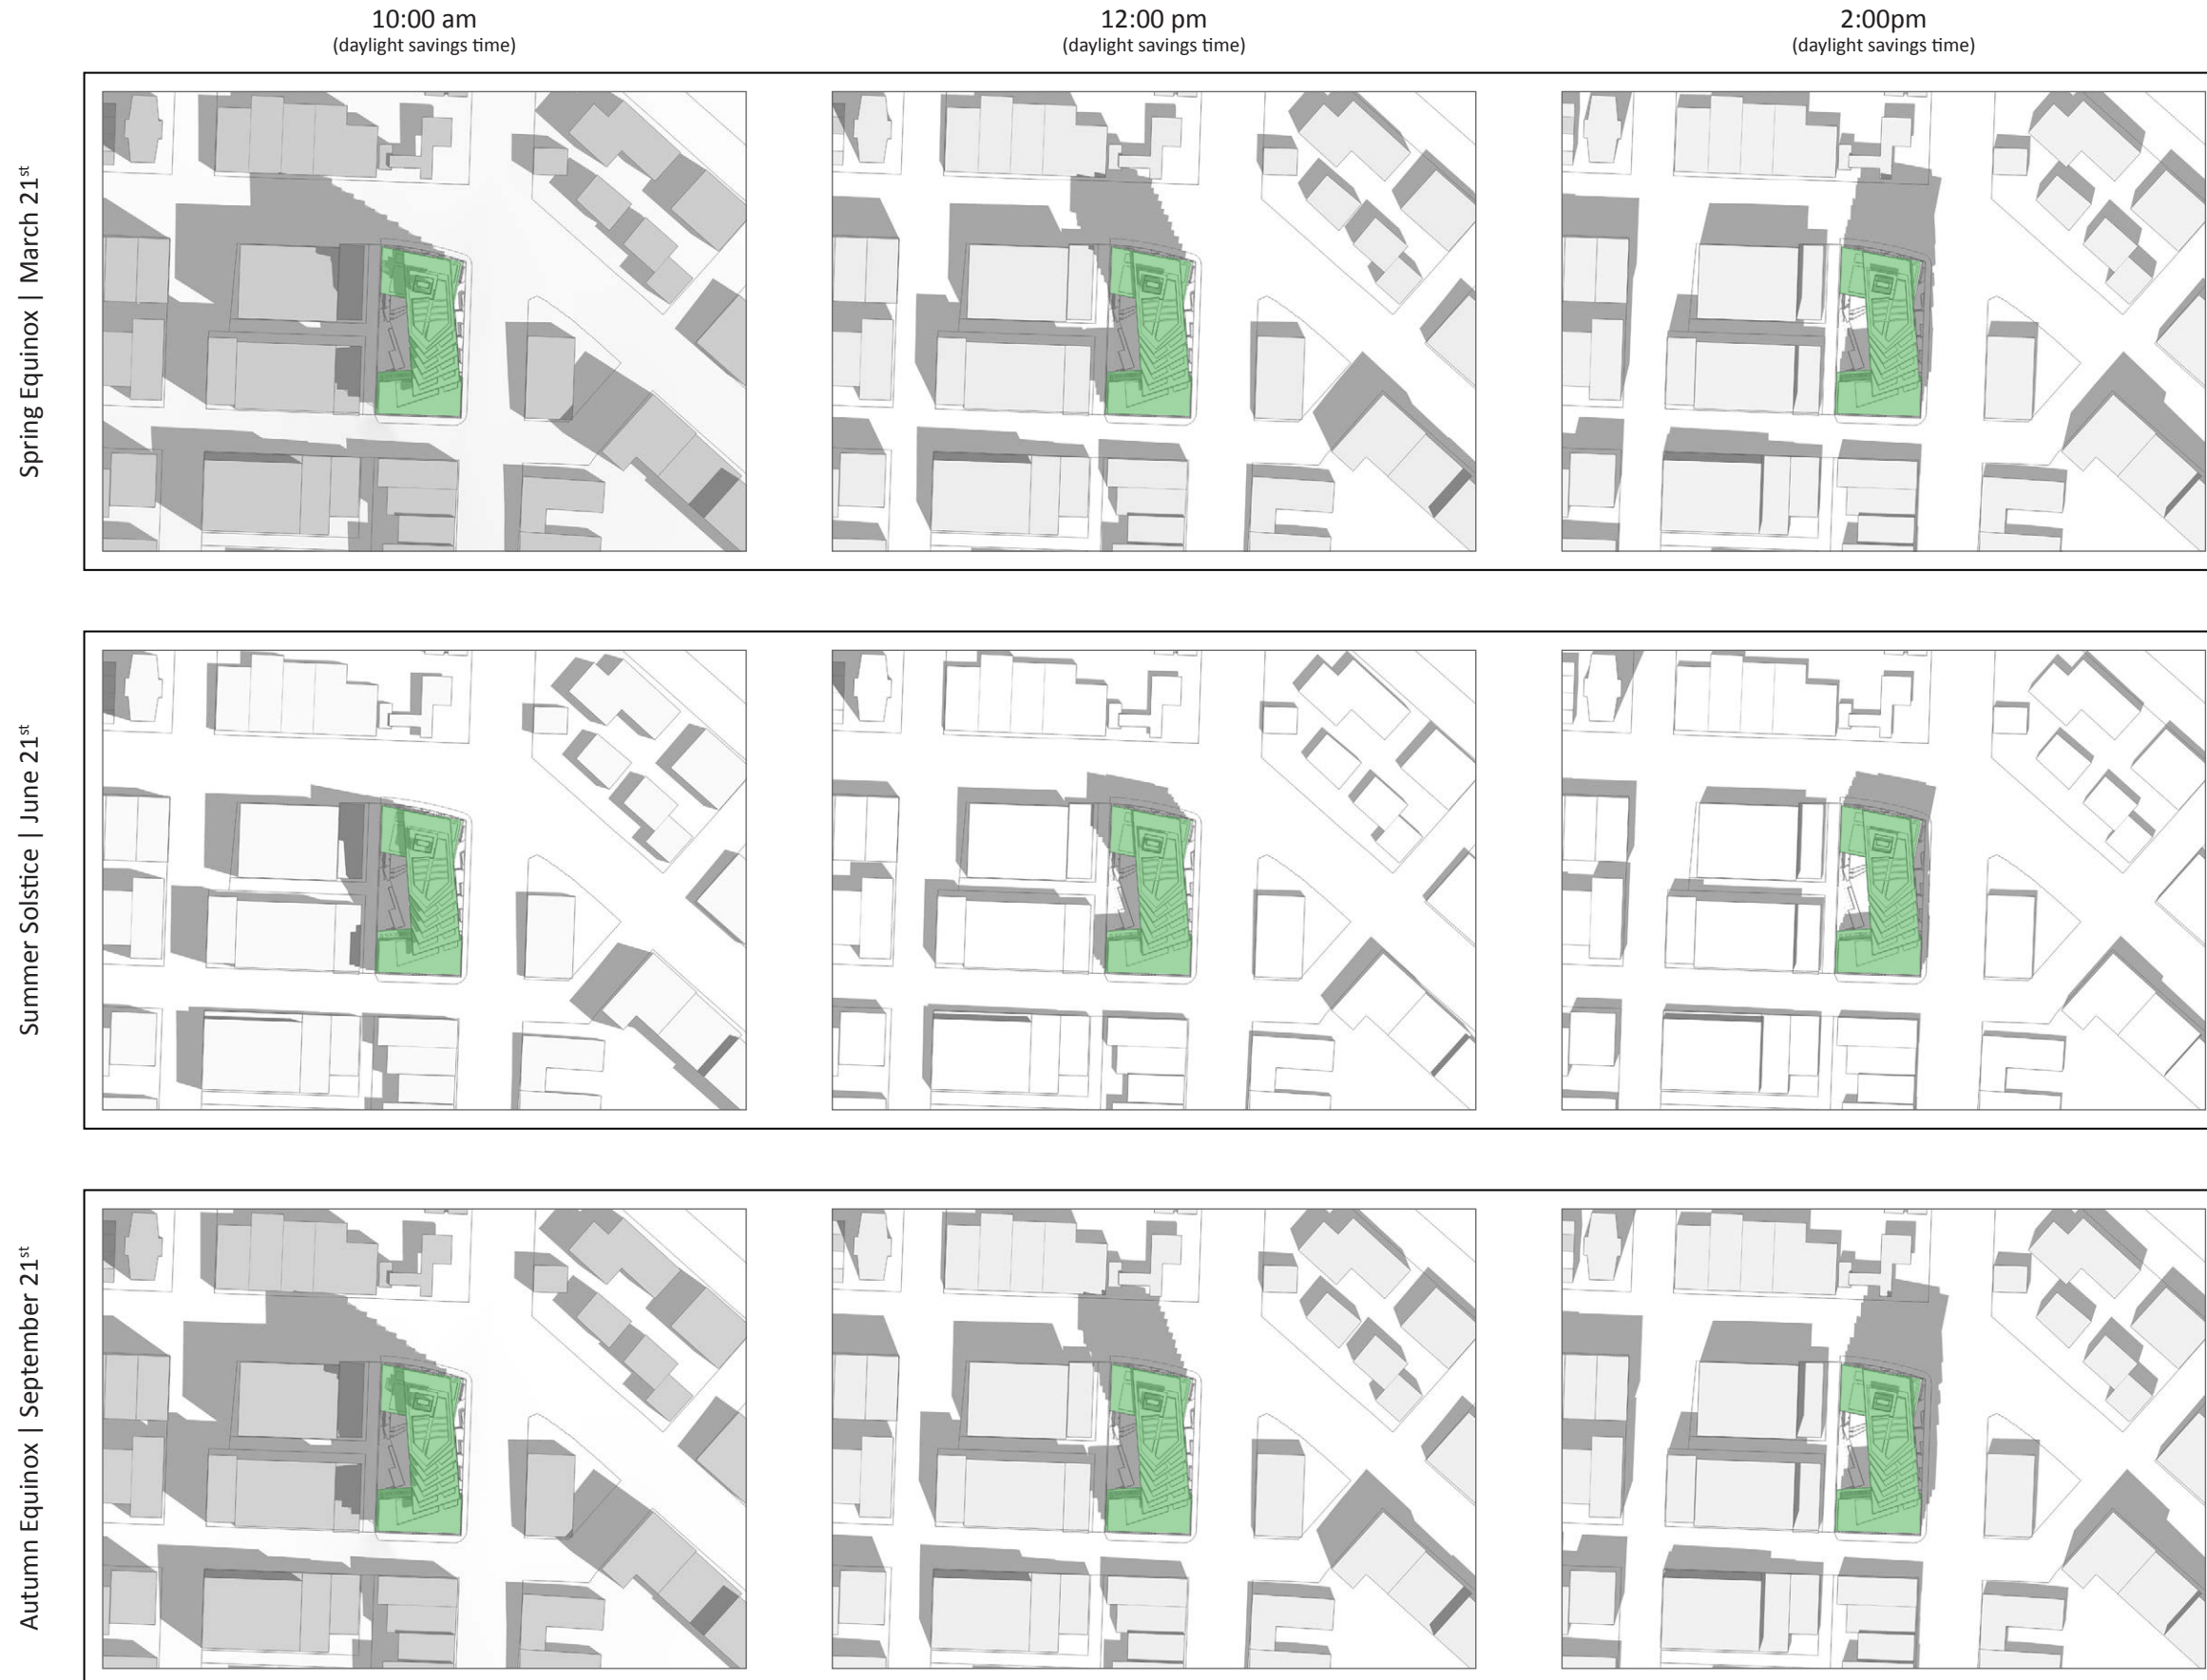 10:00 am
(daylight savings time)
12:00 pm
(daylight savings time)
2:00pm
(daylight savings time)
Spring Equinox | March 21st
Summer Solstice | June 21st
Autumn Equinox | September 21st